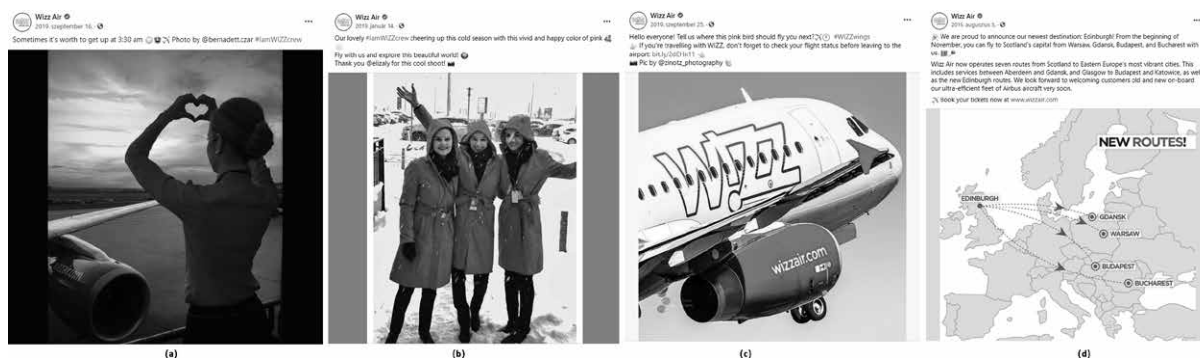 Wizz Air
2019. szeptember 16.
Sometimes it's worth to get up at 3:30 am Photo by @bernadett.czar #IamWIZZcrew
(a)
Wizz Air
2019. január 14.
Our lovely #IamWIZZcrew cheering up this cold season with this vivid and happy color of pink
Fly with us and explore this beautiful world!
Thank you @elizaly for this cool shoot!
(b)
Wizz Air
2019. szeptember 25.
Hello everyone! Tell us where this pink bird should fly you next? #WIZZwings
If you're travelling with WIZZ, don't forget to check your flight status before leaving to the
airport:
Pic by @zinotz_photography
WIZZ
wizzair.com
(c)
Wizz Air
2019. augusztus 5.
We are proud to announce our newest destination: Edinburgh! From the beginning of
November, you can fly to Scotland's capital from Warsaw, Gdansk, Budapest, and Bucharest with
us.
Wizz Air now operates seven routes from Scotland to Eastern Europe's most vibrant cities. This
includes services between Aberdeen and Gdansk, and Glasgow to Budapest and Katowice, as well
as the new Edinburgh routes. We look forward to welcoming customers old and new on-board
our ultra-efficient fleet of Airbus aircraft very soon.
Book your tickets now at www.wizzair.com
NEW ROUTES!
EDINBURGH
GDANSK
WARSAW
BUDAPEST
BUCHAREST
(d)